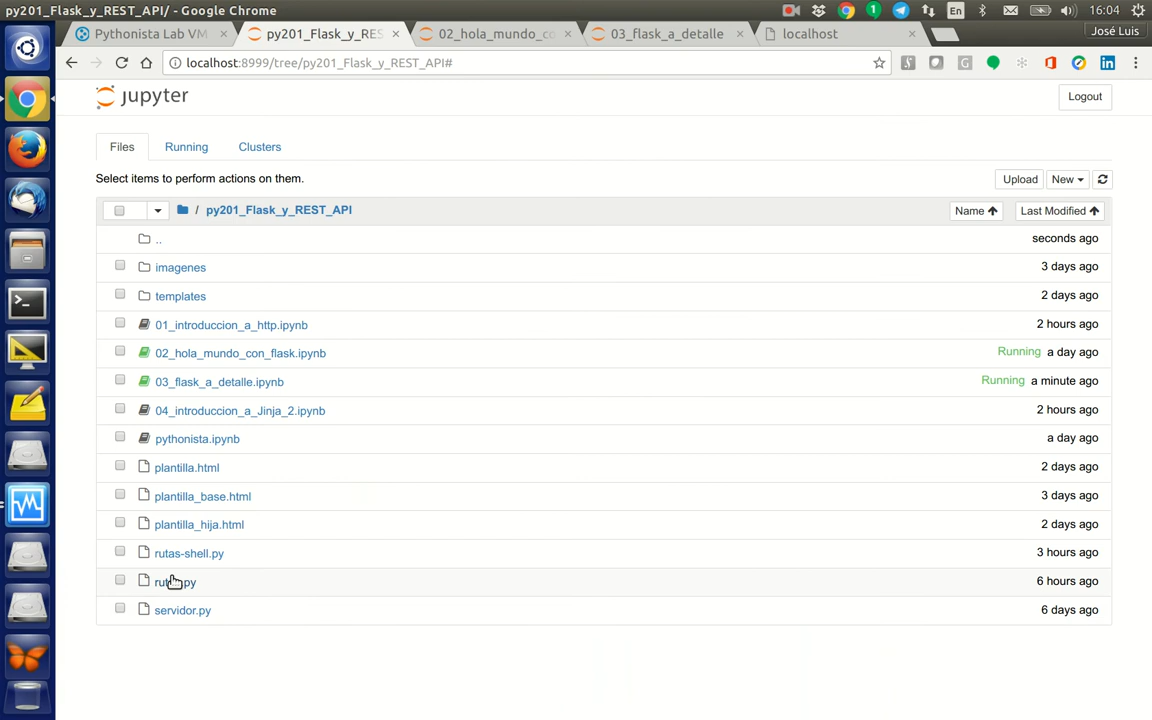 py201_Flask_y_REST_API/ - Google Chrome
1
En
16:04
Pythonista Lab VM
py201_Flask_y_RES
02_hola_mundo_co
03_flask_a_detalle
localhost
José Luis
localhost:8999/tree/py201_Flask_y_REST_API#
jupyter
Logout
Files
Running
Clusters
Select items to perform actions on them.
Upload
New
/ py201_Flask_y_REST_API
Name
Last Modified
..
seconds ago
imagenes
3 days ago
templates
2 days ago
01_introduccion_a_http.ipynb
2 hours ago
02_hola_mundo_con_flask.ipynb
Running a day ago
03_flask_a_detalle.ipynb
Running a minute ago
04_introduccion_a_Jinja_2.ipynb
2 hours ago
pythonista.ipynb
a day ago
plantilla.html
2 days ago
plantilla_base.html
3 days ago
plantilla_hija.html
2 days ago
rutas-shell.py
3 hours ago
6 hours ago
servidor.py
6 days ago